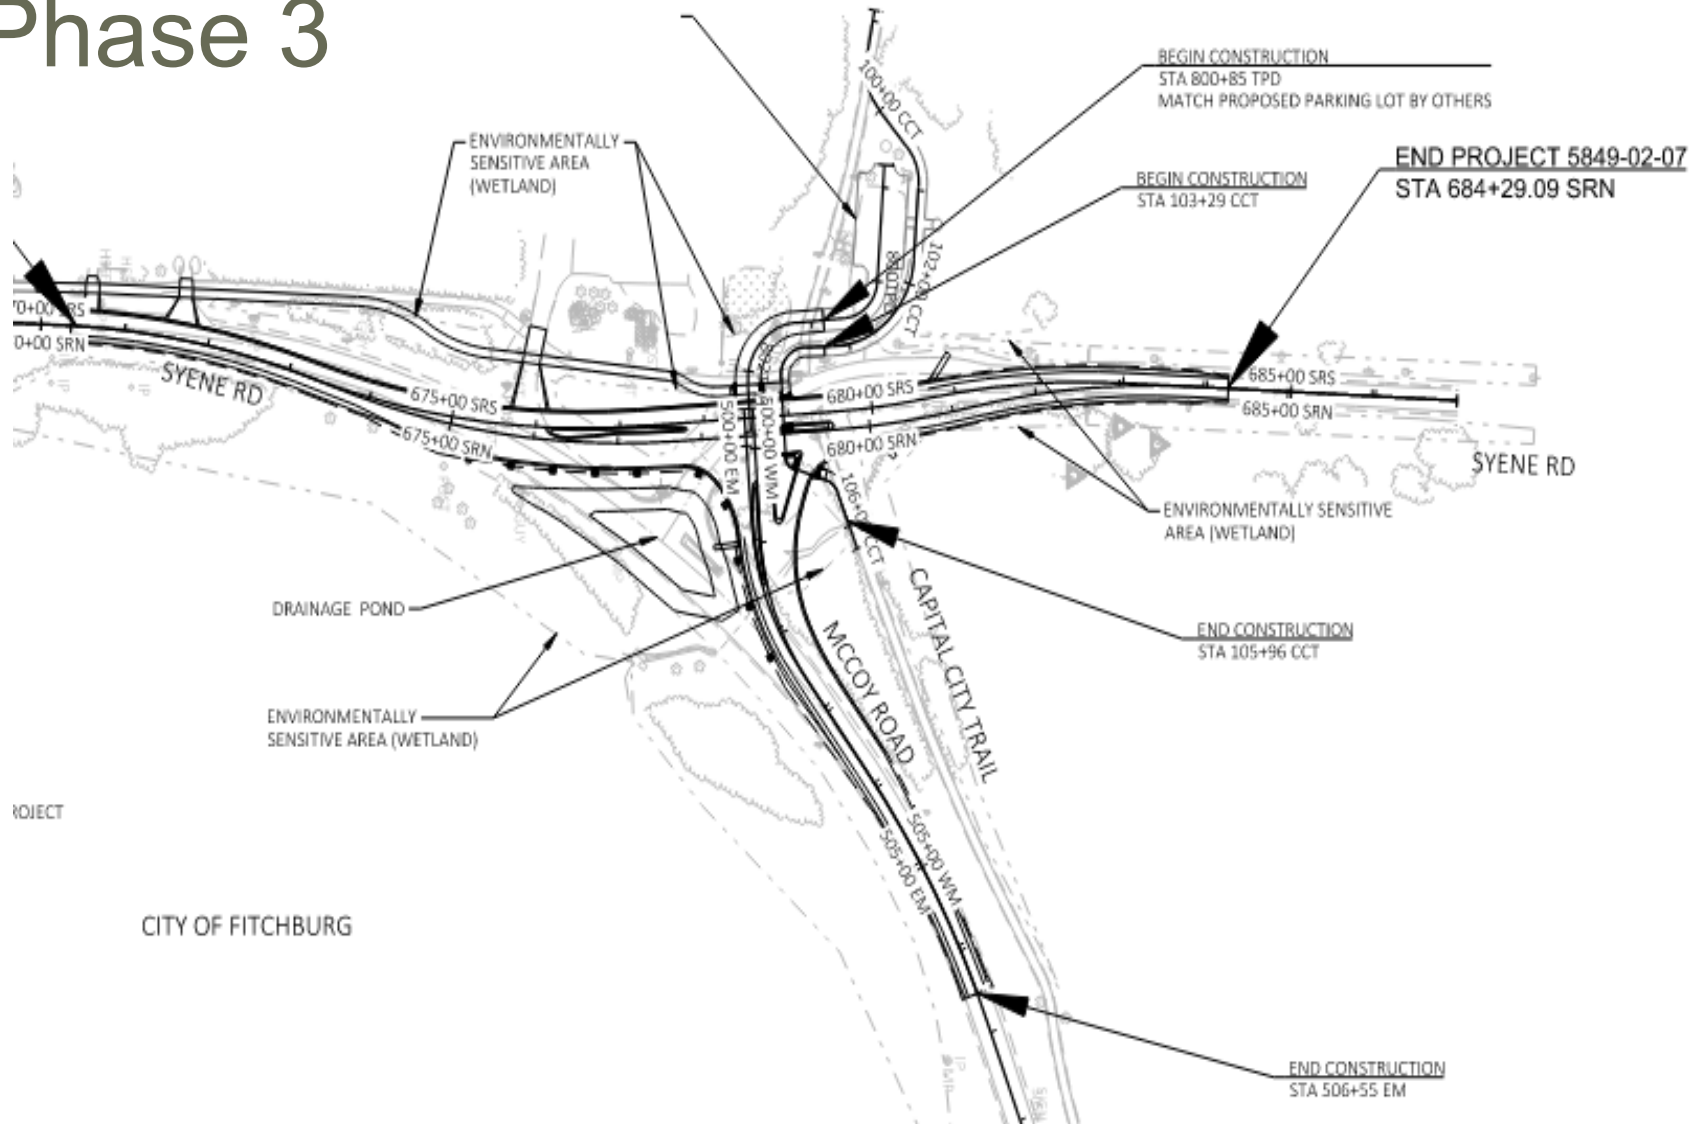 Phase 3
BEGIN CONSTRUCTION
STA 800+85 TPD
MATCH PROPOSED PARKING LOT BY OTHERS
100+00 CCT
ENVIRONMENTALLY
SENSITIVE AREA
(WETLAND)
END PROJECT 5849-02-07
STA 684+29.09 SRN
BEGIN CONSTRUCTION
STA 103+29 CCT
SRS
0+00 SRN
SYENE RD
675+00 SRS
675+00 SRN
500+00 EM
500+00 WM
680+00 SRS
680+00 SRN
685+00 SRS
685+00 SRN
SYENE RD
CCT
ENVIRONMENTALLY SENSITIVE
AREA (WETLAND)
DRAINAGE POND
CAPITAL CITY TRAIL
MCCOY ROAD
END CONSTRUCTION
STA 105+96 CCT
ENVIRONMENTALLY
SENSITIVE AREA (WETLAND)
ROJECT
505+00 WM
505+00 EM
CITY OF FITCHBURG
END CONSTRUCTION
STA 506+55 EM